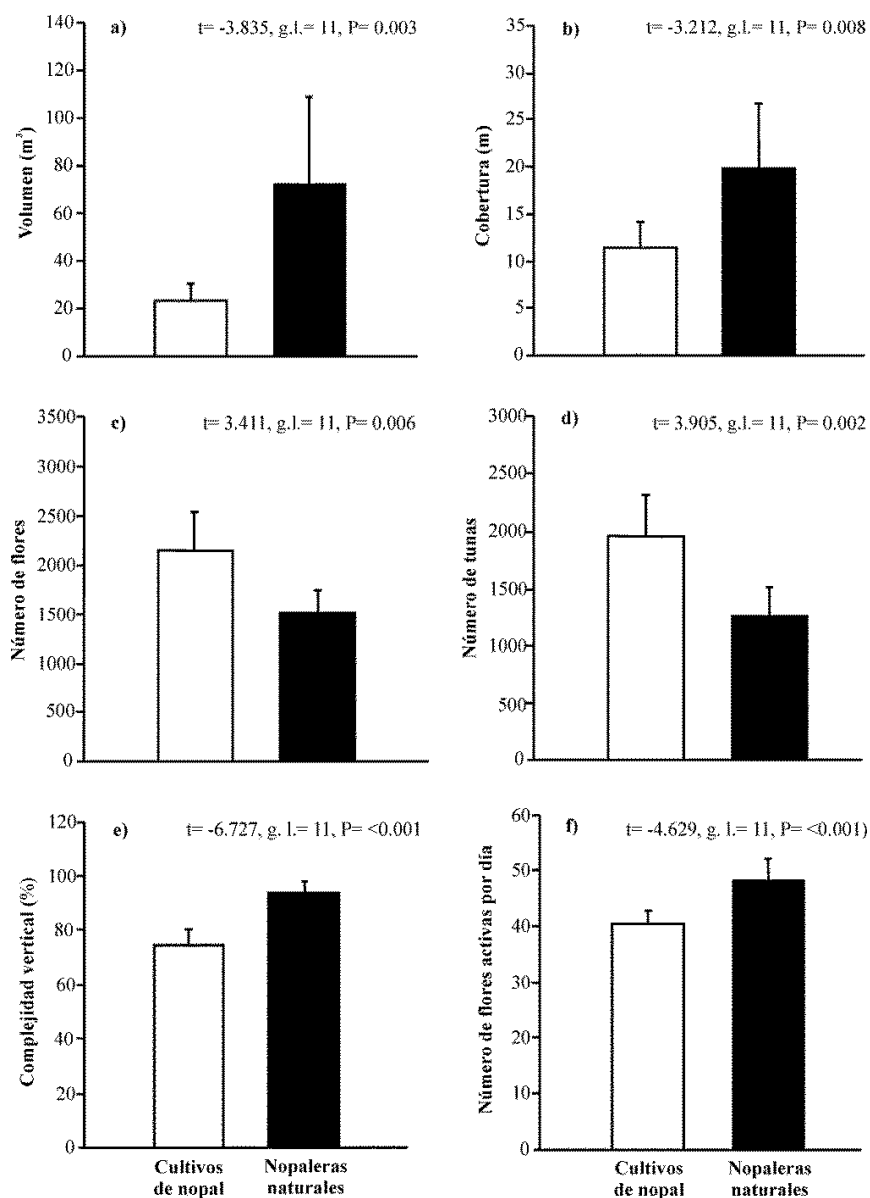 a) t= -3.835, g.l.= 11, P= 0.003
Volumen (m³)
140
120
100
80
60
40
20
0
b) t= -3.212, g.l.= 11, P= 0.008
Cobertura (m)
35
30
25
20
15
10
5
0
c) t= 3.411, g.l.= 11, P= 0.006
Número de flores
3500
3000
2500
2000
1500
1000
500
0
d) t= 3.905, g.l.= 11, P= 0.002
Número de tunas
3000
2500
2000
1500
1000
500
0
e) t= -6.727, g. l.= 11, P= <0.001
Complejidad vertical (%)
120
100
80
60
40
20
0
Cultivos
de nopal
Nopaleras
naturales
f) t= -4.629, g. l.= 11, P= <0.001)
Número de flores activas por día
60
50
40
30
20
10
0
Cultivos
de nopal
Nopaleras
naturales